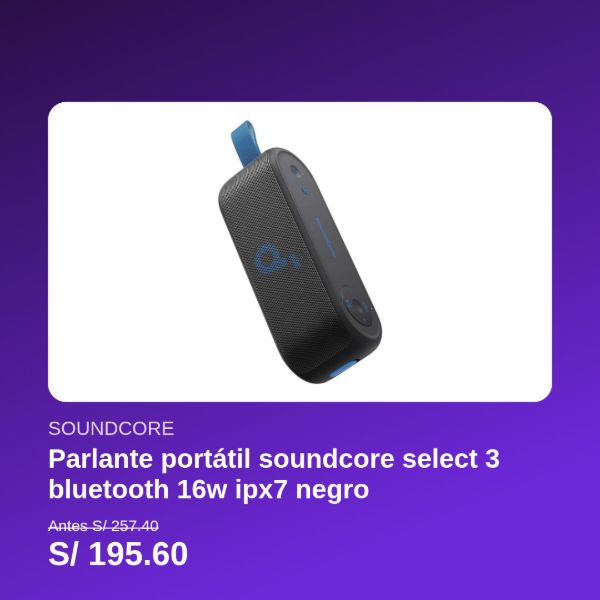 SOUNDCORE
Parlante portátil soundcore select 3
bluetooth 16w ipx7 negro
Antes S/ 257.40
S/ 195.60